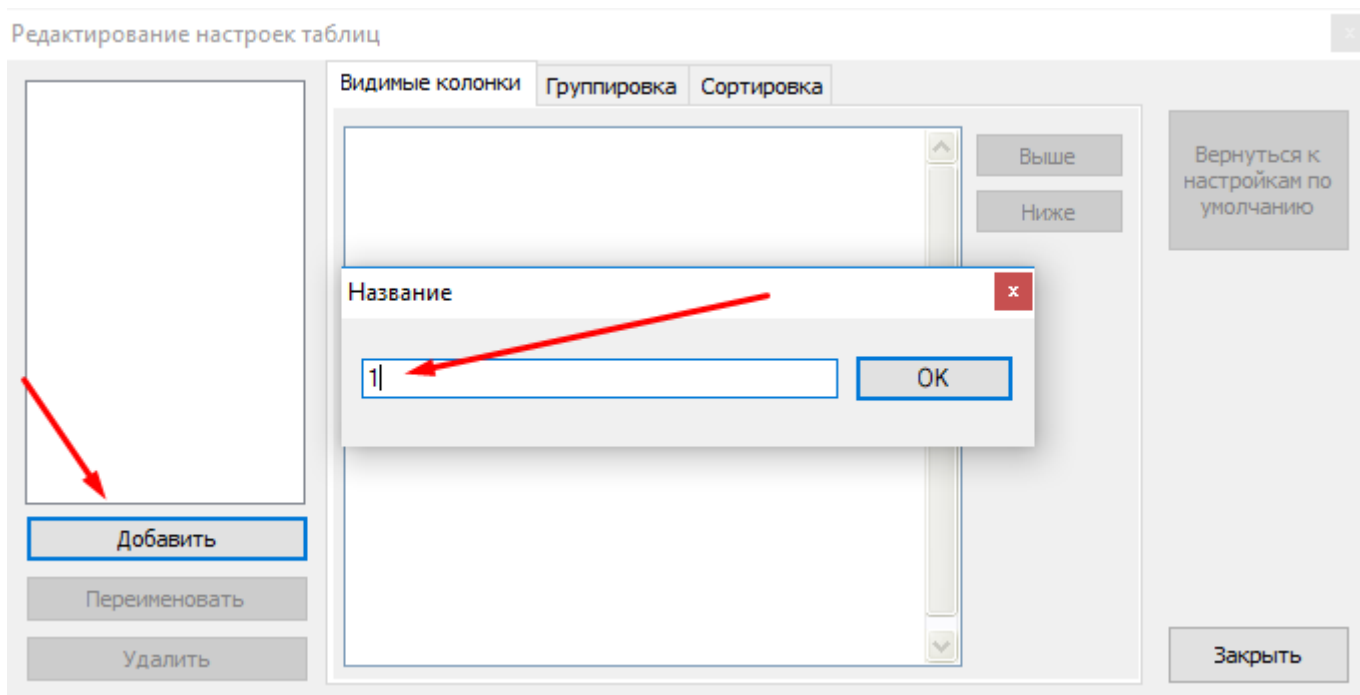 Редактирование настроек таблиц
x
Видимые колонки
Группировка
Сортировка
Выше
Ниже
Вернуться к
настройкам по
умолчанию
Название
x
1
OK
Добавить
Переименовать
Удалить
Закрыть